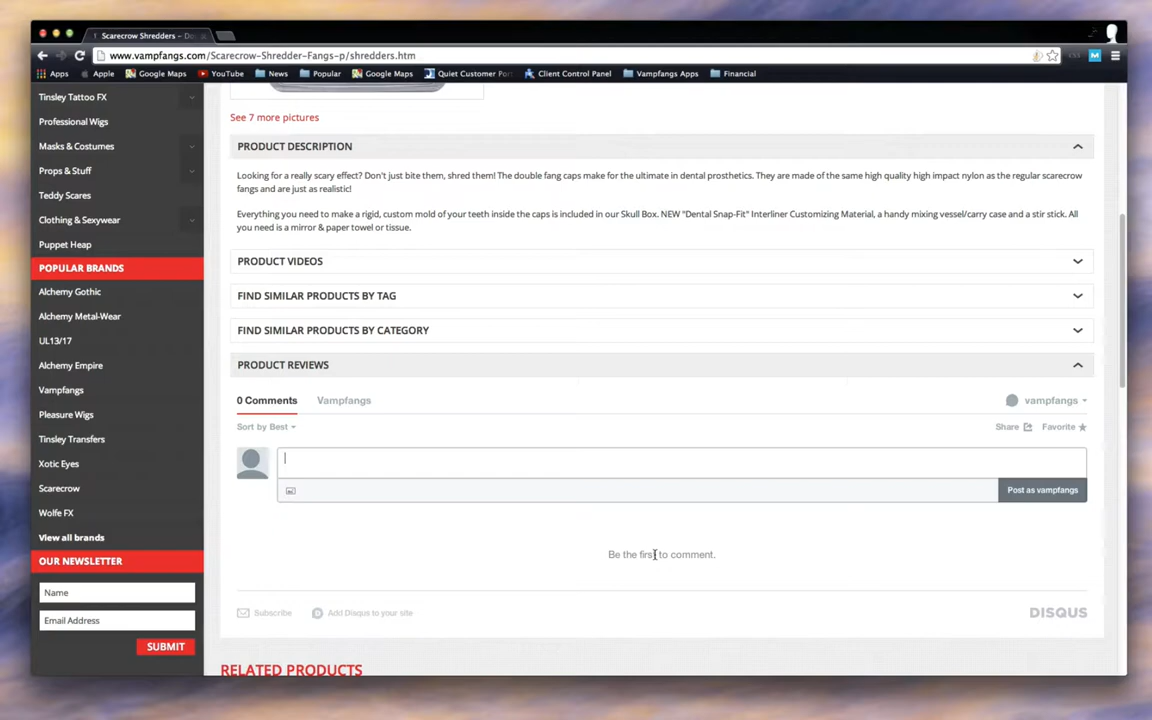 Scarecrow Shredders – Do
www.vampfangs.com/Scarecrow-Shredder-Fangs-p/shredders.htm
Apps
Apple
Google Maps
YouTube
News
Popular
Google Maps
Quiet Customer Por
Client Control Panel
Vampfangs Apps
Financial
Tinsley Tattoo FX
Professional Wigs
Masks & Costumes
Props & Stuff
Teddy Scares
Clothing & Sexywear
Puppet Heap
POPULAR BRANDS
Alchemy Gothic
Alchemy Metal-Wear
UL13/17
Alchemy Empire
Vampfangs
Pleasure Wigs
Tinsley Transfers
Xotic Eyes
Scarecrow
Wolfe FX
View all brands
OUR NEWSLETTER
Name
Email Address
SUBMIT
See 7 more pictures
PRODUCT DESCRIPTION
Looking for a really scary effect? Don't just bite them, shred them! The double fang caps make for the ultimate in dental prosthetics. They are made of the same high quality high impact nylon as the regular scarecrow
fangs and are just as realistic!
Everything you need to make a rigid, custom mold of your teeth inside the caps is included in our Skull Box. NEW "Dental Snap-Fit" Interliner Customizing Material, a handy mixing vessel/carry case and a stir stick. All
you need is a mirror & paper towel or tissue.
PRODUCT VIDEOS
FIND SIMILAR PRODUCTS BY TAG
FIND SIMILAR PRODUCTS BY CATEGORY
PRODUCT REVIEWS
0 Comments
Vampfangs
vampfangs
Sort by Best
Share
Favorite
Post as vampfangs
Be the first to comment.
Subscribe
Add Disqus to your site
DISQUS
RELATED PRODUCTS